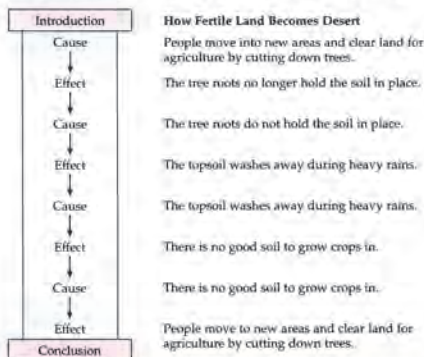 Introduction
How Fertile Land Becomes Desert
Cause
People move into new areas and clear land for
agriculture by cutting down trees.
Effect
The tree roots no longer hold the soil in place.
Cause
The tree roots do not hold the soil in place.
Effect
The topsoil washes away during heavy rains.
Cause
The topsoil washes away during heavy rains.
Effect
There is no good soil to grow crops in.
Cause
There is no good soil to grow crops in.
Effect
People move to new areas and clear land for
agriculture by cutting down trees.
Conclusion